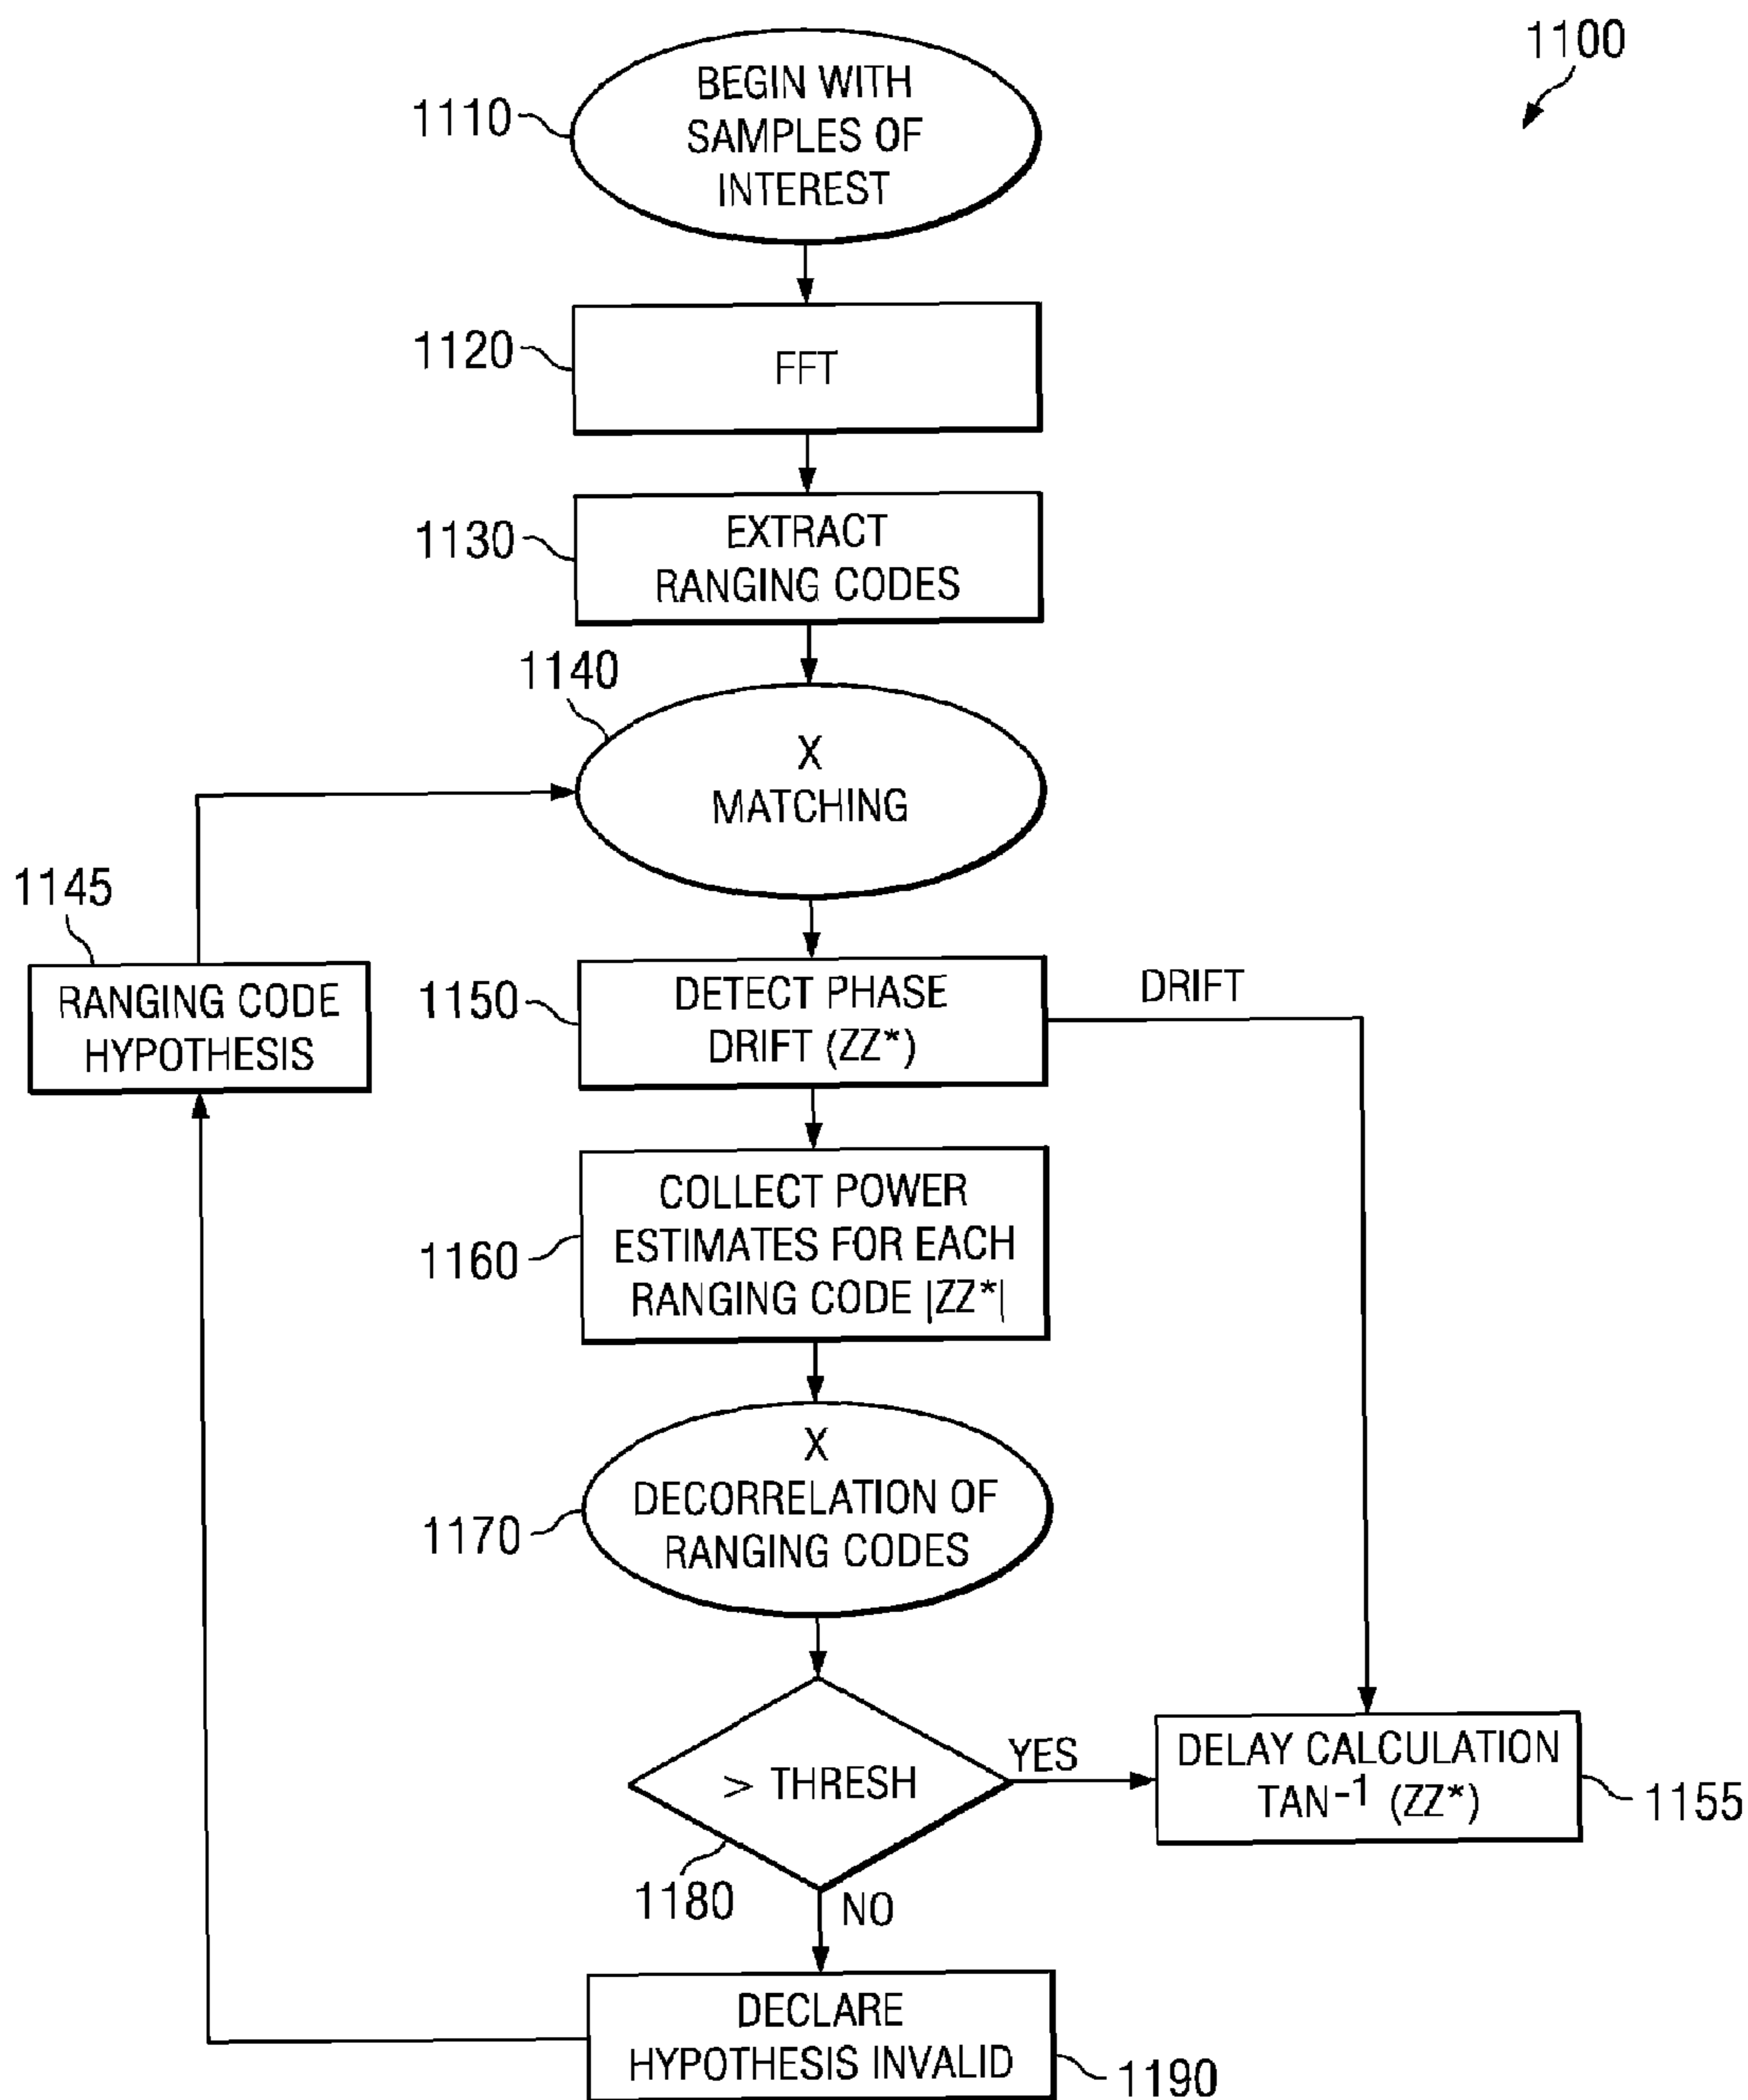 1100
1110
BEGIN WITH
SAMPLES OF
INTEREST
1120
FFT
1130
EXTRACT
RANGING CODES
1140
X
MATCHING
1145
RANGING CODE
HYPOTHESIS
1150
DETECT PHASE
DRIFT (ZZ*)
DRIFT
1160
COLLECT POWER
ESTIMATES FOR EACH
RANGING CODE |ZZ*|
1170
X
DECORRELATION OF
RANGING CODES
1180
> THRESH
YES
NO
DELAY CALCULATION
TAN⁻¹ (ZZ*)
1155
DECLARE
HYPOTHESIS INVALID
1190